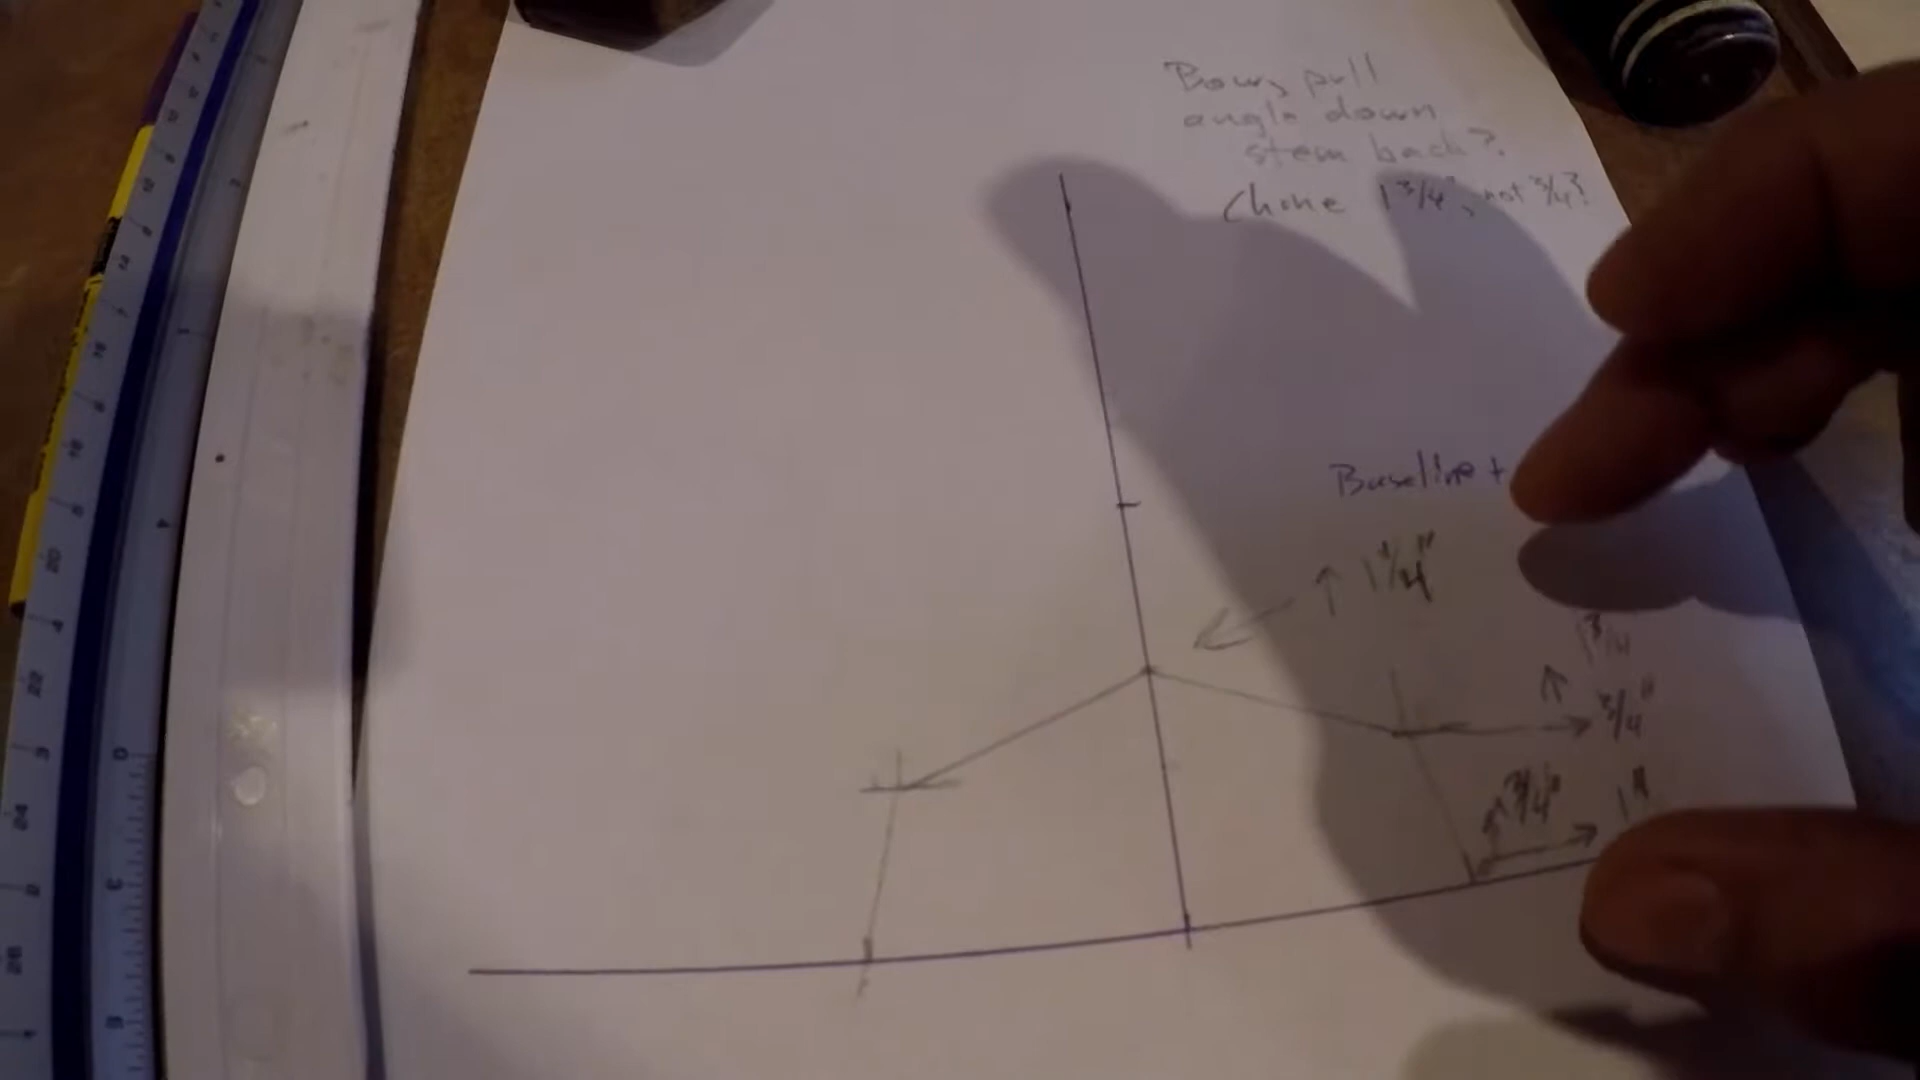 Bows pull
angle down
stem back?
Chine 1 3/4", not 3/4?
Baseline +
↑ 1 1/4"
1 3/4
↑ 3/4"
3/4" 1"